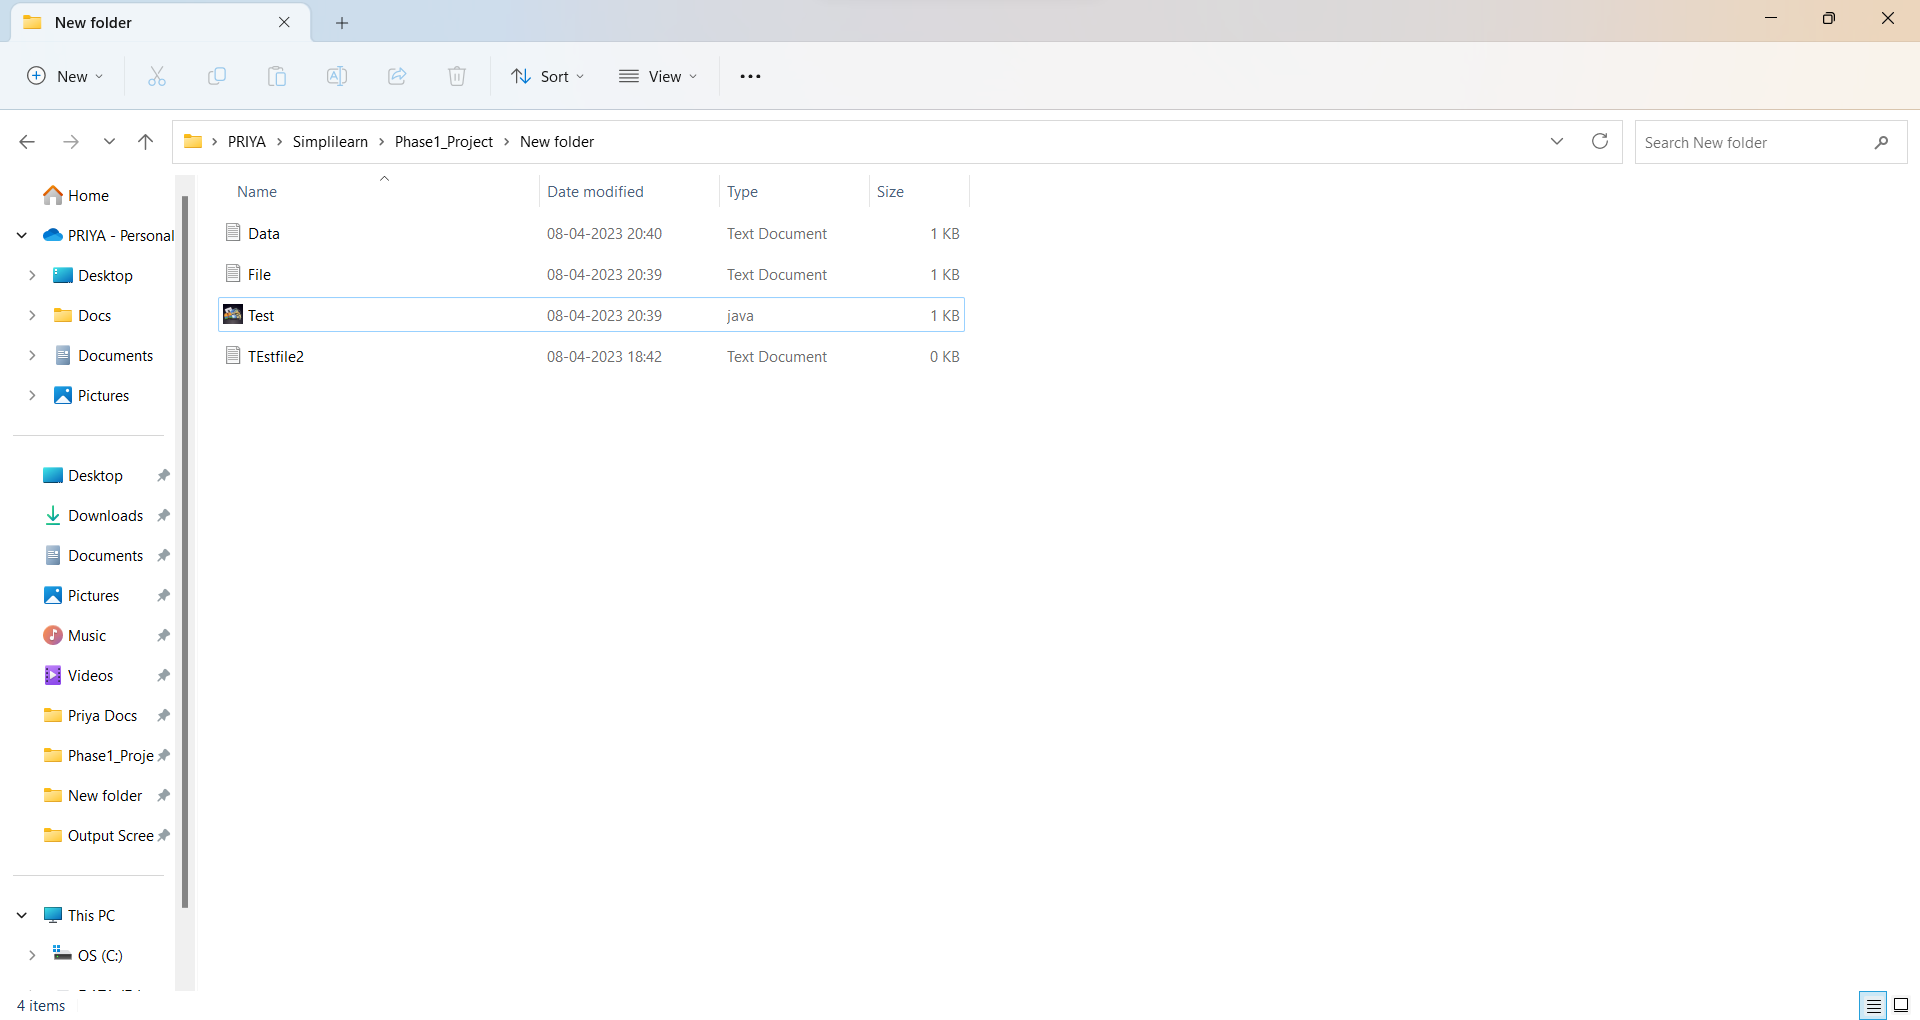 New folder
New Sort View
PRIYA Simplilearn Phase1_Project New folder
Search New folder
Name Date modified Type Size
Data 08-04-2023 20:40 Text Document 1 KB
File 08-04-2023 20:39 Text Document 1 KB
Test 08-04-2023 20:39 java 1 KB
TEstfile2 08-04-2023 18:42 Text Document 0 KB
Home
PRIYA - Personal
Desktop
Docs
Documents
Pictures
Desktop
Downloads
Documents
Pictures
Music
Videos
Priya Docs
Phase1_Proje
New folder
Output Scree
This PC
OS (C:)
4 items